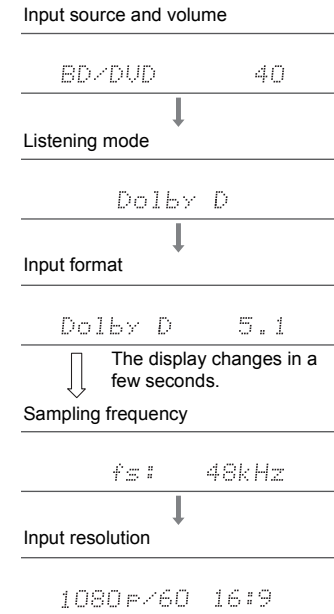 Input source and volume
BD/DVD 40
Listening mode
Dolby D
Input format
Dolby D 5.1
The display changes in a
few seconds.
Sampling frequency
fs: 48kHz
Input resolution
1080p/60 16:9